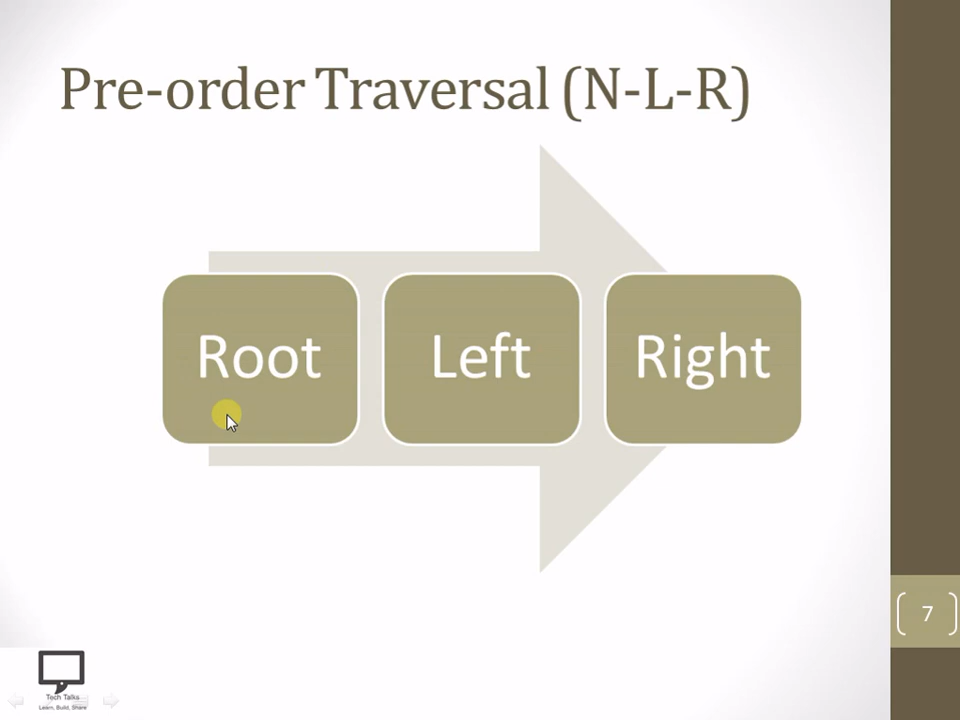 Pre-order Traversal (N-L-R)
Root
Left
Right
7
Tech Talks
Learn, Build, Share